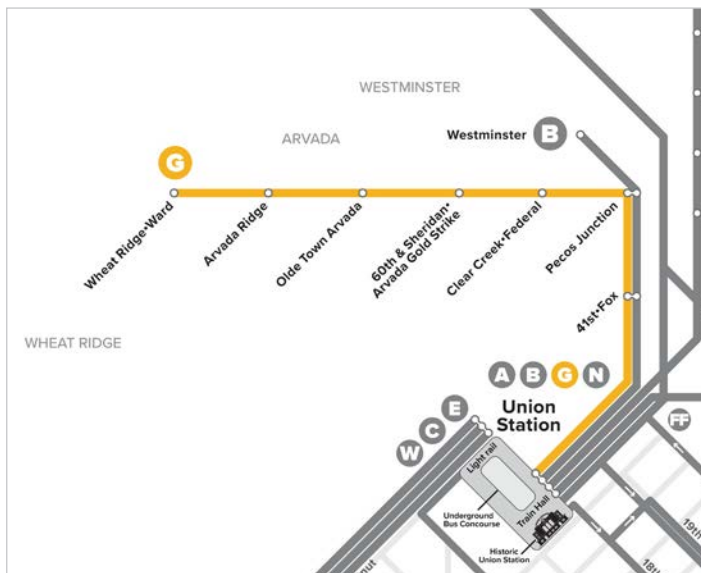 WESTMINSTER
Westminster B
ARVADA
G
Wheat Ridge•Ward
Arvada Ridge
Olde Town Arvada
60th & Sheridan•
Arvada Gold Strike
Clear Creek•Federal
Pecos Junction
41st•Fox
WHEAT RIDGE
A B G N
Union
Station
E
C
W
FF
Light rail
Underground
Bus Concourse
Train Hall
Historic
Union Station
19th
18th